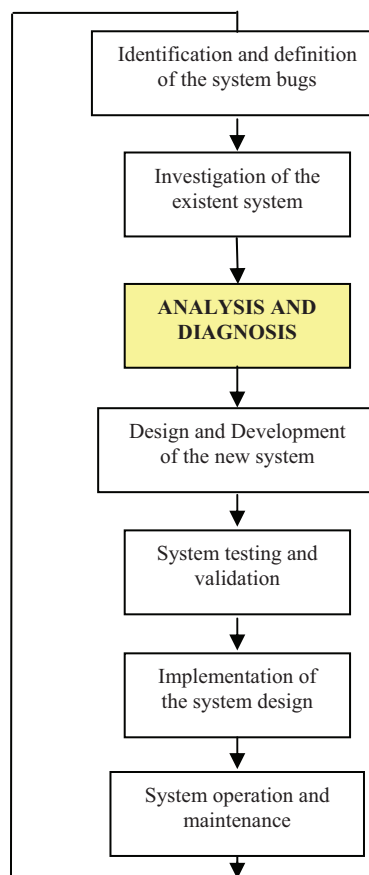 Identification and definition
of the system bugs
Investigation of the
existent system
ANALYSIS AND
DIAGNOSIS
Design and Development
of the new system
System testing and
validation
Implementation of
the system design
System operation and
maintenance